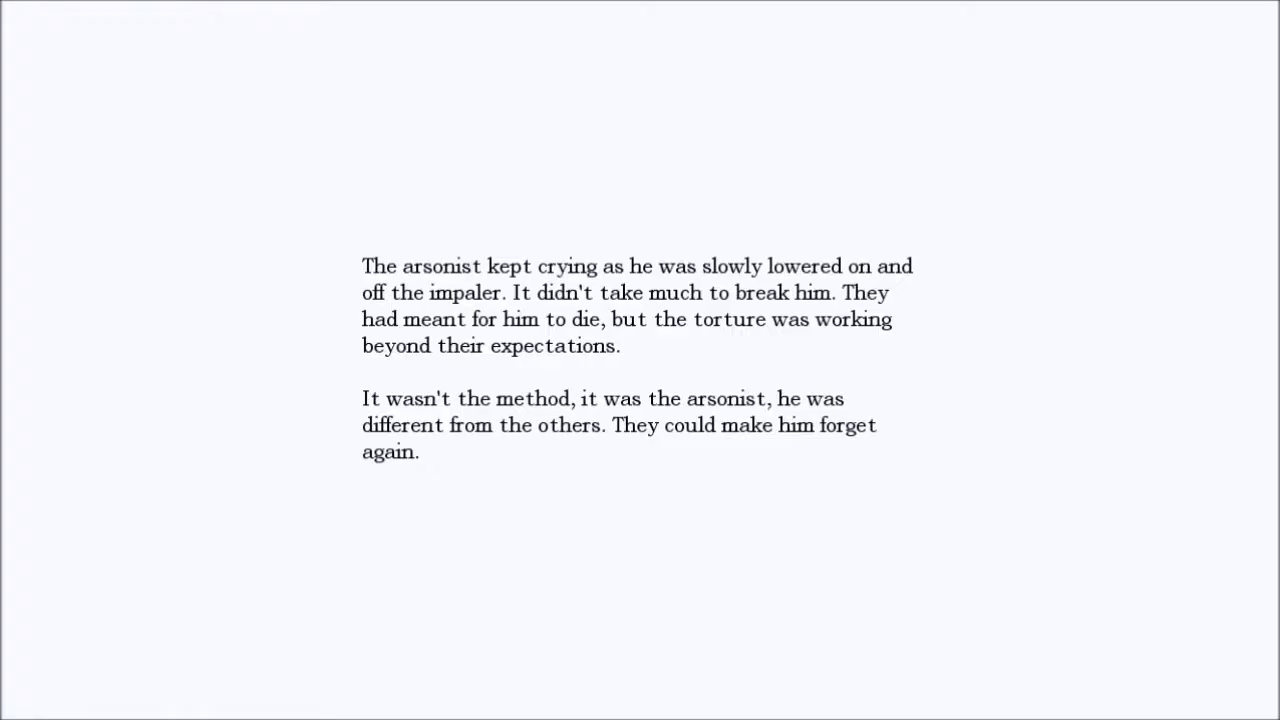 The arsonist kept crying as he was slowly lowered on and
off the impaler. It didn't take much to break him. They
had meant for him to die, but the torture was working
beyond their expectations.
It wasn't the method, it was the arsonist, he was
different from the others. They could make him forget
again.